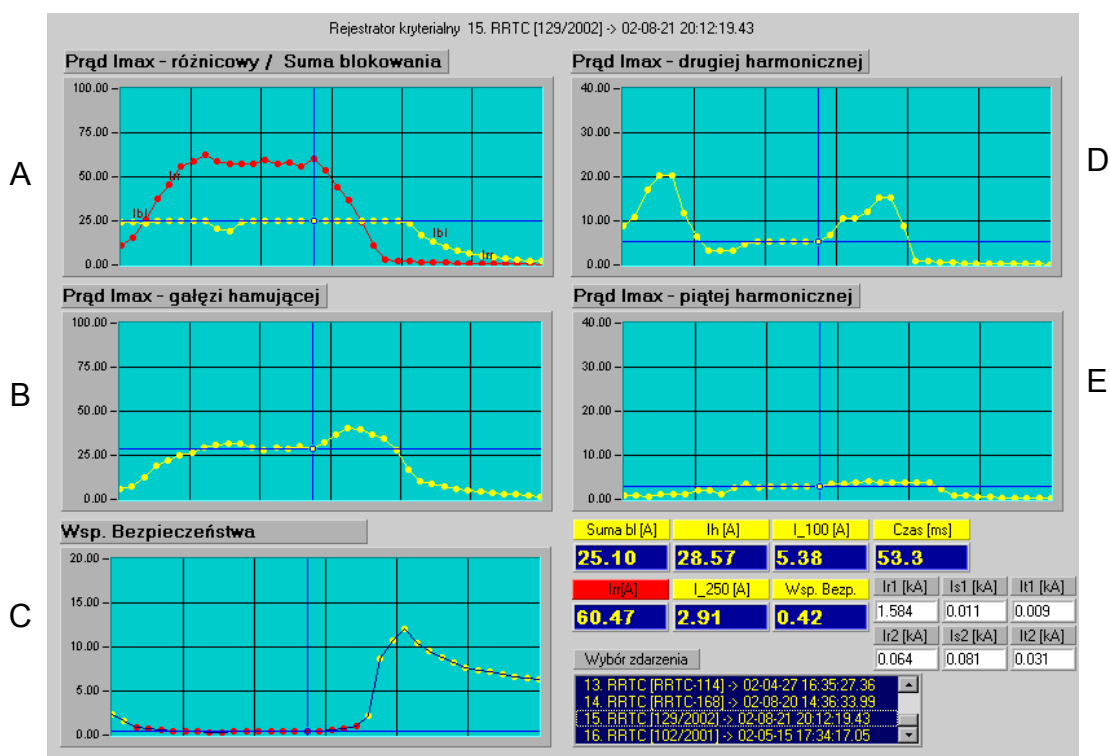 Rejestrator kryterialny 15. RRTC [129/2002] -> 02-08-21 20:12:19.43
Prąd Imax - różnicowy / Suma blokowania
100.00
75.00
50.00
25.00
0.00
Irr
Ibl
Ibl
Irr
A
Prąd Imax - drugiej harmonicznej
40.00
30.00
20.00
10.00
0.00
D
Prąd Imax - gałęzi hamującej
100.00
75.00
50.00
25.00
0.00
B
Prąd Imax - piątej harmonicznej
40.00
30.00
20.00
10.00
0.00
E
Wsp. Bezpieczeństwa
20.00
15.00
10.00
5.00
0.00
C
Suma bl [A] Ih [A] I_100 [A] Czas [ms]
25.10 28.57 5.38 53.3
Irr[A] I_250 [A] Wsp. Bezp. Ir1 [kA] Is1 [kA] It1 [kA]
60.47 2.91 0.42 1.584 0.011 0.009
Ir2 [kA] Is2 [kA] It2 [kA]
0.064 0.081 0.031
Wybór zdarzenia
13. RRTC [RRTC-114] -> 02-04-27 16:35:27.36
14. RRTC [RRTC-168] -> 02-08-20 14:36:33.99
15. RRTC [129/2002] -> 02-08-21 20:12:19.43
16. RRTC [102/2001] -> 02-05-15 17:34:17.05